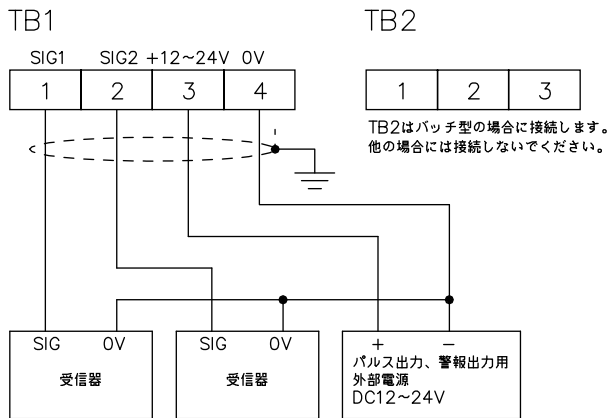 TB1
TB2
SIG1 SIG2 +12~24V 0V
1 2 3 4
1 2 3
TB2はバッチ型の場合に接続します。
他の場合には接続しないでください。
SIG 0V
受信器
SIG 0V
受信器
+ −
パルス出力、警報出力用
外部電源
DC12~24V